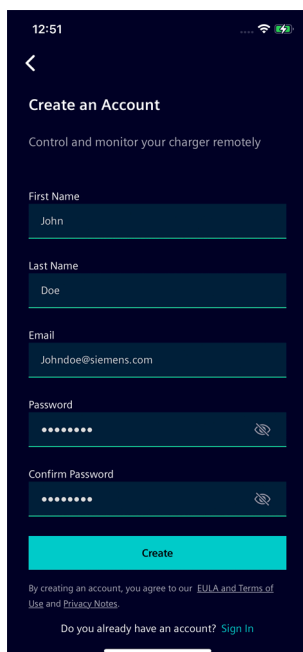 12:51
Create an Account
Control and monitor your charger remotely
First Name
John
Last Name
Doe
Email
Johndoe@siemens.com
Password
••••••••
Confirm Password
••••••••
Create
By creating an account, you agree to our EULA and Terms of
Use and Privacy Notes.
Do you already have an account? Sign In